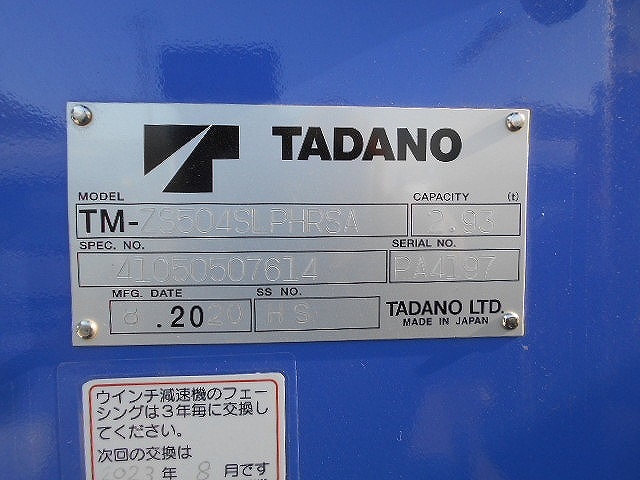 TADANO
MODEL
CAPACITY (t)
TM-ZS504SLPHRSA
2.93
SPEC. NO.
SERIAL NO.
41050507614
PA4197
MFG. DATE
SS NO.
8 .2020
HS
TADANO LTD.
MADE IN JAPAN
ウインチ減速機のフェー
シングは3年毎に交換し
てください。
次回の交換は
2023年 8 月です